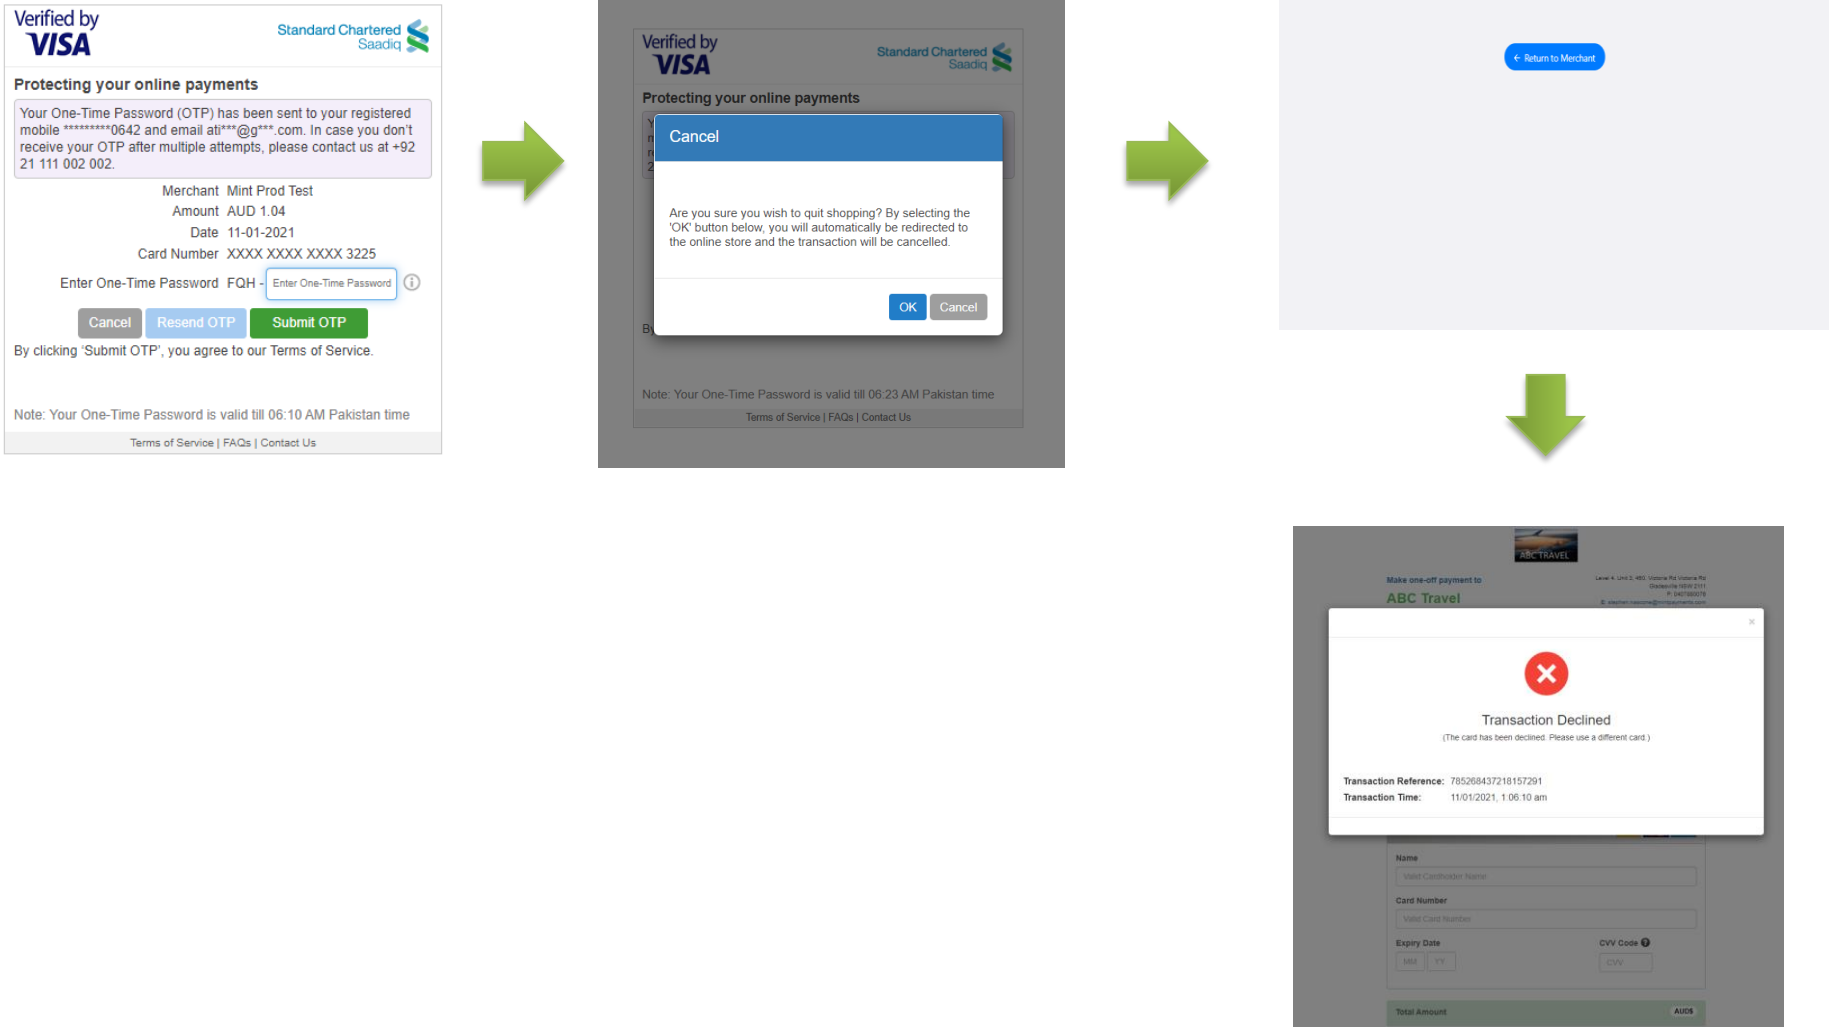 Verified by
VISA
Standard Chartered
Saadiq
Protecting your online payments
Your One-Time Password (OTP) has been sent to your registered
mobile *********0642 and email ati***@g***.com. In case you don't
receive your OTP after multiple attempts, please contact us at +92
21 111 002 002.
Merchant Mint Prod Test
Amount AUD 1.04
Date 11-01-2021
Card Number XXXX XXXX XXXX 3225
Enter One-Time Password FQH - Enter One-Time Password
Cancel Resend OTP Submit OTP
By clicking 'Submit OTP', you agree to our Terms of Service.
Note: Your One-Time Password is valid till 06:10 AM Pakistan time
Terms of Service | FAQs | Contact Us
Verified by
VISA
Standard Chartered
Saadiq
Protecting your online payments
Cancel
Are you sure you wish to quit shopping? By selecting the
'OK' button below, you will automatically be redirected to
the online store and the transaction will be cancelled.
OK Cancel
Note: Your One-Time Password is valid till 06:23 AM Pakistan time
Terms of Service | FAQs | Contact Us
← Return to Merchant
ABC TRAVEL
Make one-off payment to
ABC Travel
Transaction Declined
(The card has been declined. Please use a different card.)
Transaction Reference: 785268437218157291
Transaction Time: 11/01/2021, 1:06:10 am
Name
Valid Cardholder Name
Card Number
Valid Card Number
Expiry Date CVV Code
MM YY CVV
Total Amount AUD$